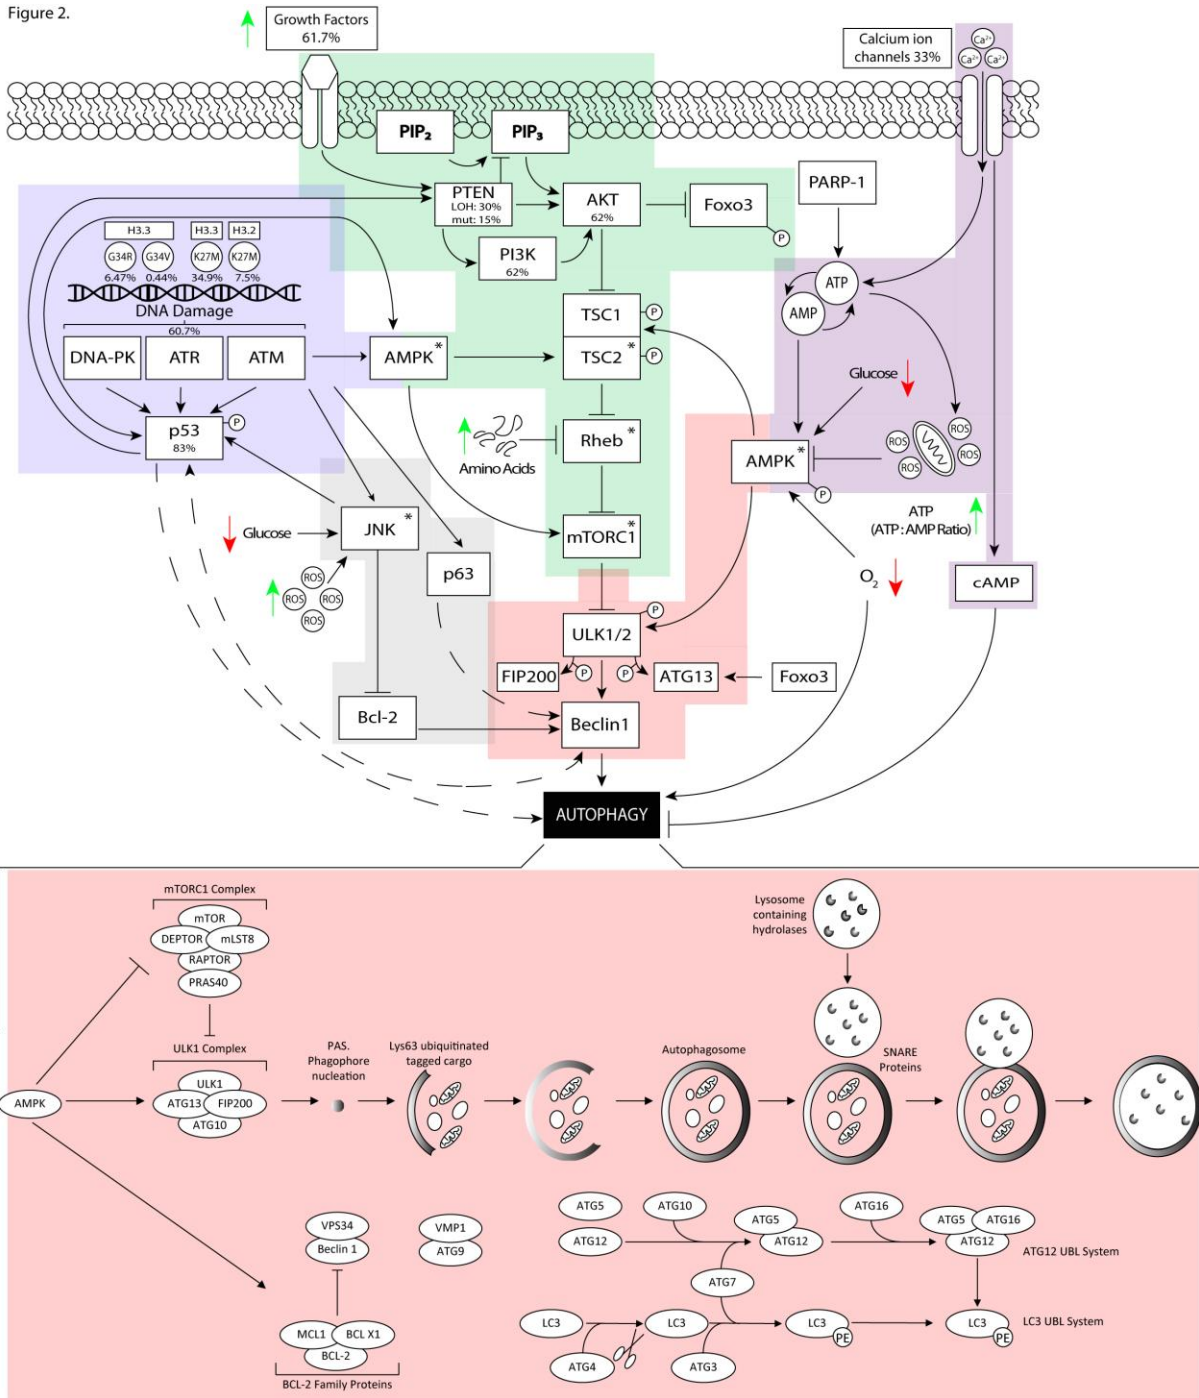 Figure 2.
Growth Factors
61.7%
Calcium ion
channels 33%
Ca2+
Ca2+
Ca2+
PIP2
PIP3
PTEN
LOH: 30%
mut: 15%
AKT
62%
Foxo3
P
PARP-1
PI3K
62%
H3.3
H3.3
H3.2
G34R
G34V
K27M
K27M
6.47%
0.44%
34.9%
7.5%
DNA Damage
60.7%
ATP
AMP
TSC1
P
DNA-PK
ATR
ATM
AMPK*
TSC2*
P
Glucose
p53
83%
P
Amino Acids
Rheb*
AMPK*
P
ROS
ROS
ROS
ROS
Glucose
JNK*
mTORC1*
ATP
(ATP : AMP Ratio)
p63
O2
cAMP
ROS
ROS
ROS
ROS
ULK1/2
P
FIP200
P
P
ATG13
Foxo3
Bcl-2
Beclin1
AUTOPHAGY
mTORC1 Complex
mTOR
DEPTOR
mLST8
RAPTOR
PRAS40
Lysosome
containing
hydrolases
ULK1 Complex
PAS.
Phagophore
nucleation
Lys63 ubiquitinated
tagged cargo
Autophagosome
SNARE
Proteins
AMPK
ULK1
ATG13
FIP200
ATG10
VPS34
Beclin 1
VMP1
ATG9
ATG5
ATG12
ATG10
ATG5
ATG12
ATG16
ATG5
ATG16
ATG12
ATG12 UBL System
ATG7
MCL1
BCL X1
BCL-2
BCL-2 Family Proteins
LC3
ATG4
LC3
ATG3
LC3
PE
LC3
PE
LC3 UBL System